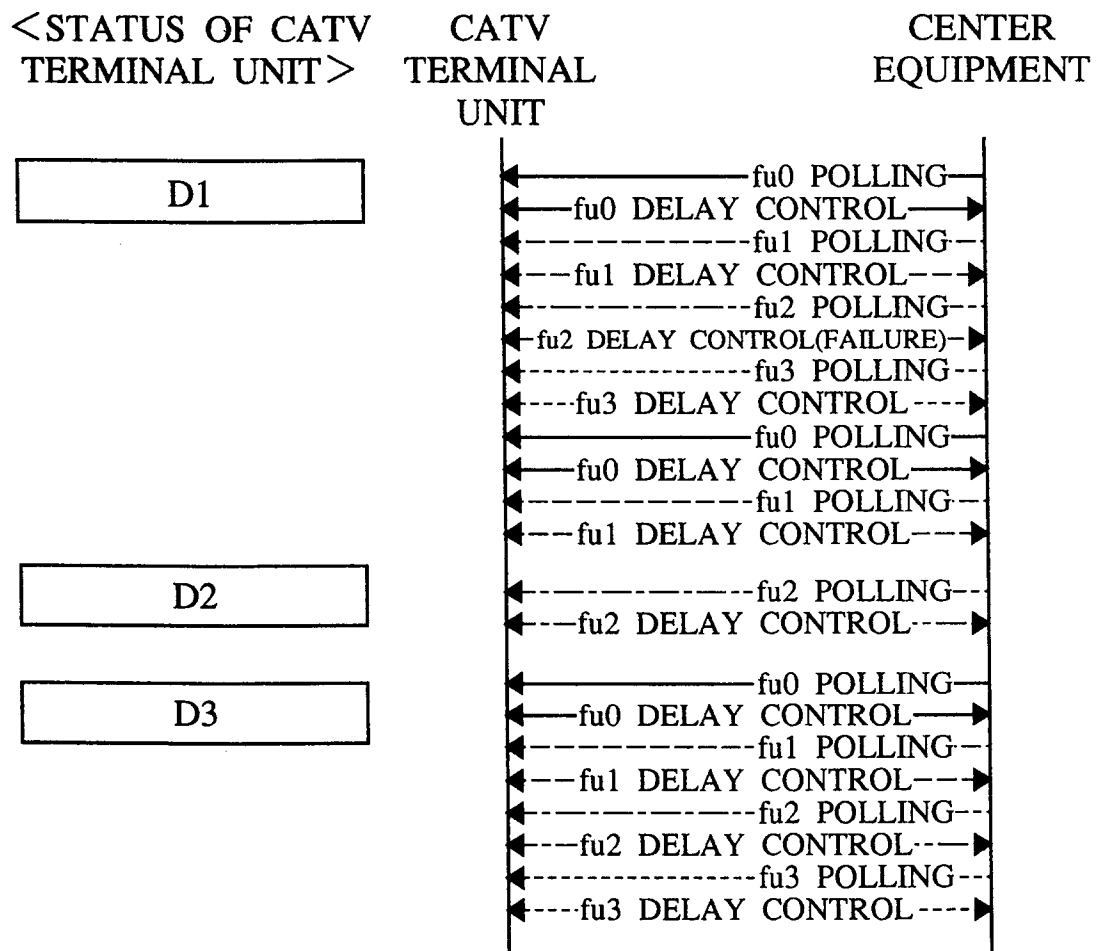 <STATUS OF CATV TERMINAL UNIT>
CATV TERMINAL UNIT
CENTER EQUIPMENT
D1
fu0 POLLING
fu0 DELAY CONTROL
fu1 POLLING
fu1 DELAY CONTROL
fu2 POLLING
fu2 DELAY CONTROL(FAILURE)
fu3 POLLING
fu3 DELAY CONTROL
fu0 POLLING
fu0 DELAY CONTROL
fu1 POLLING
fu1 DELAY CONTROL
D2
fu2 POLLING
fu2 DELAY CONTROL
D3
fu0 POLLING
fu0 DELAY CONTROL
fu1 POLLING
fu1 DELAY CONTROL
fu2 POLLING
fu2 DELAY CONTROL
fu3 POLLING
fu3 DELAY CONTROL